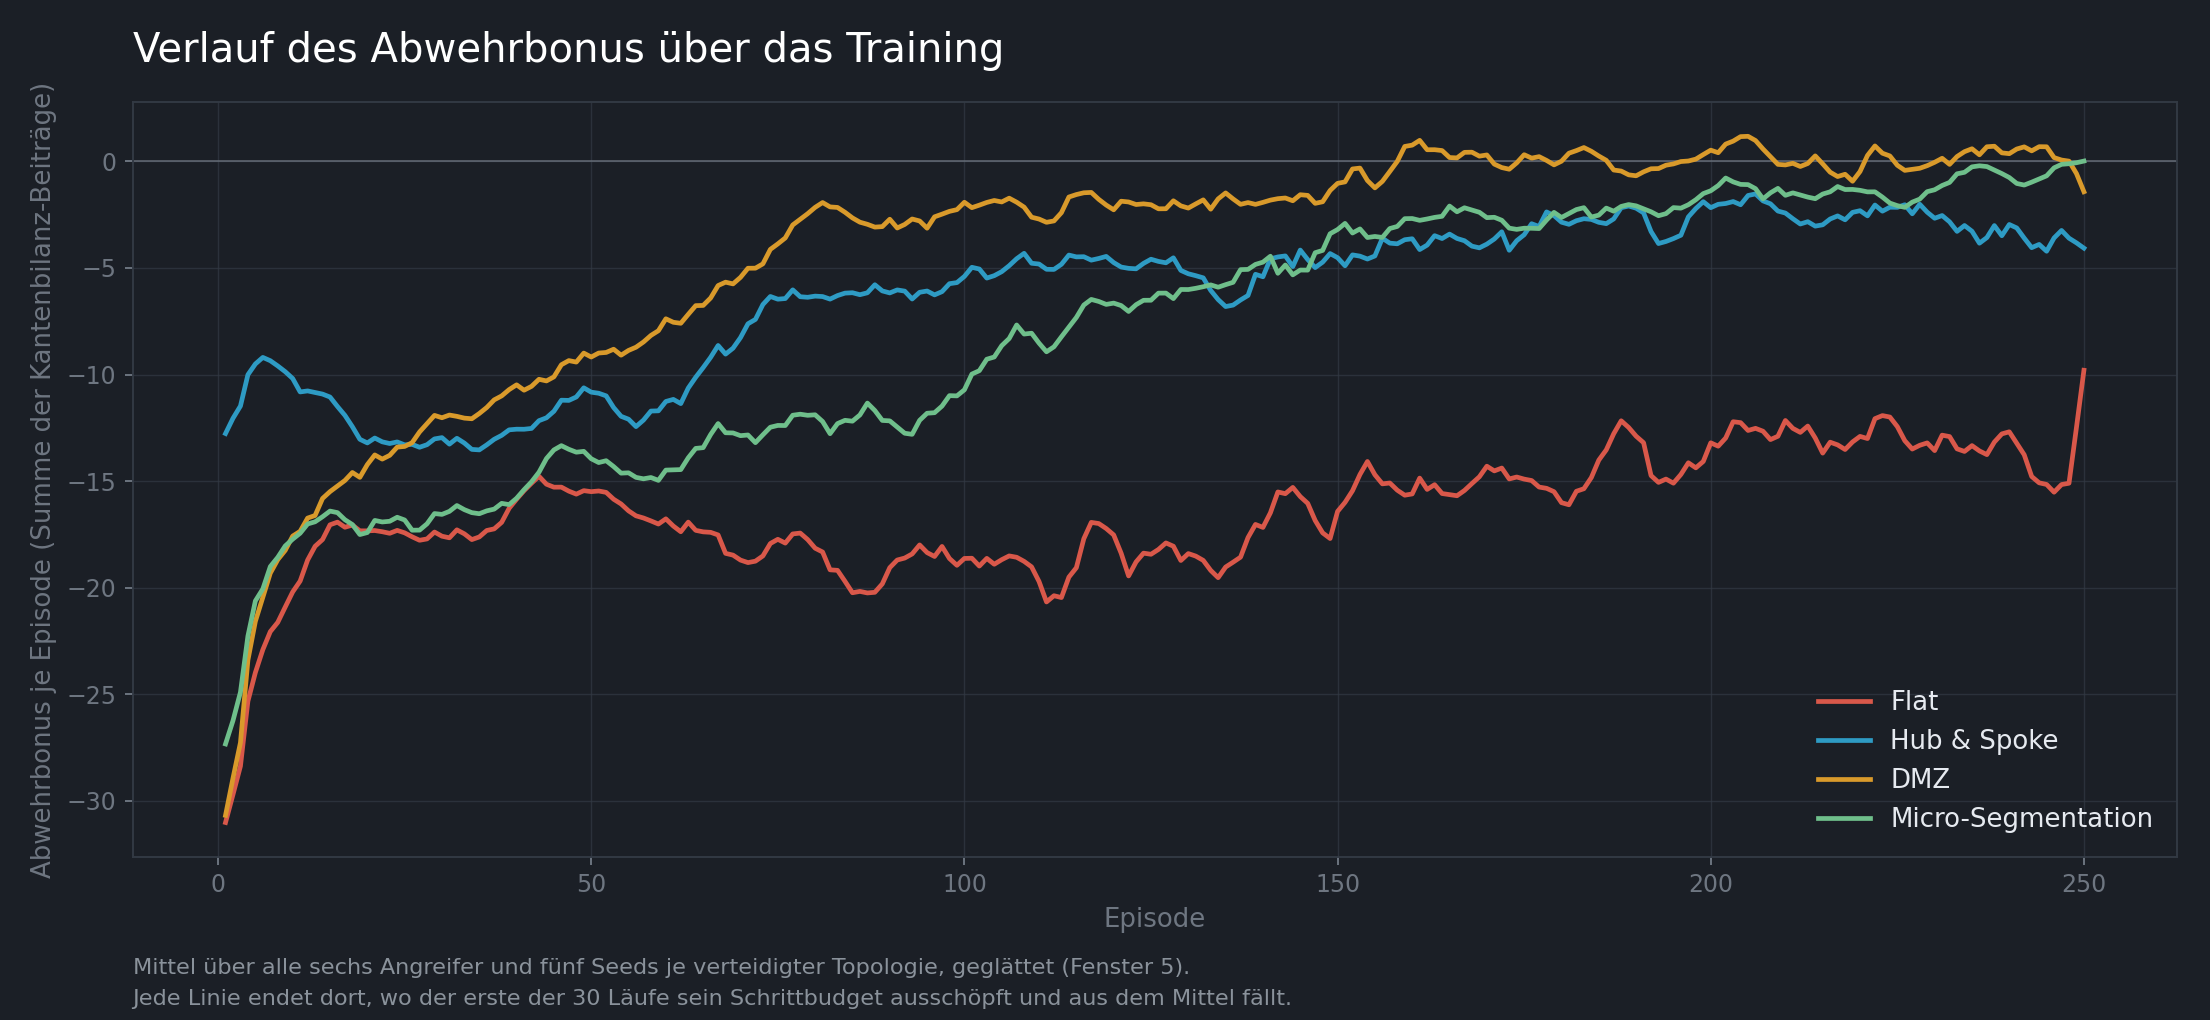 Verlauf des Abwehrbonus über das Training
Abwehrbonus je Episode (Summe der Kantenbilanz-Beiträge)
0
−5
−10
−15
−20
−25
−30
Flat
Hub & Spoke
DMZ
Micro-Segmentation
0 50 100 150 200 250
Episode
Mittel über alle sechs Angreifer und fünf Seeds je verteidigter Topologie, geglättet (Fenster 5).
Jede Linie endet dort, wo der erste der 30 Läufe sein Schrittbudget ausschöpft und aus dem Mittel fällt.